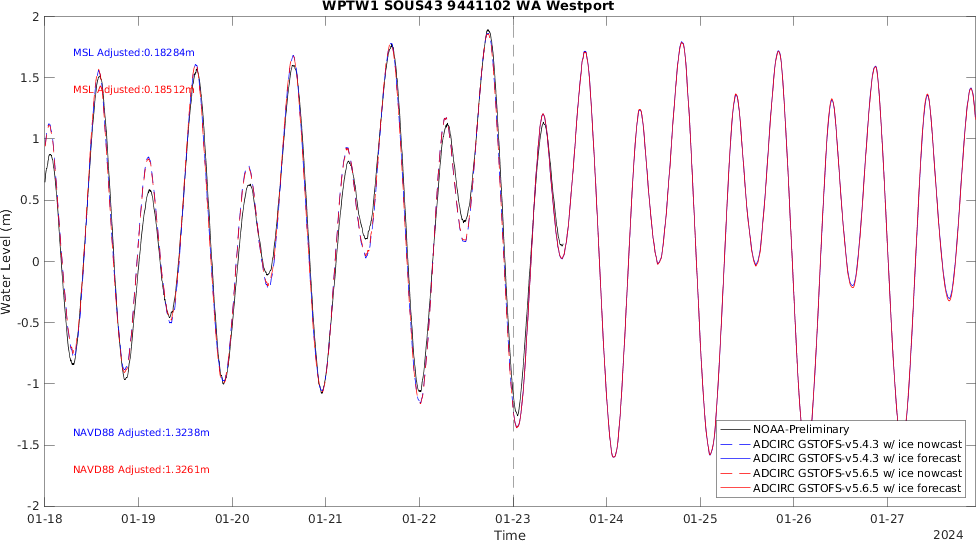 WPTW1 SOUS43 9441102 WA Westport
Water Level (m)
2
1.5
1
0.5
0
-0.5
-1
-1.5
-2
MSL Adjusted:0.18284m
MSL Adjusted:0.18512m
NAVD88 Adjusted:1.3238m
NAVD88 Adjusted:1.3261m
NOAA-Preliminary
ADCIRC GSTOFS-v5.4.3 w/ ice nowcast
ADCIRC GSTOFS-v5.4.3 w/ ice forecast
ADCIRC GSTOFS-v5.6.5 w/ ice nowcast
ADCIRC GSTOFS-v5.6.5 w/ ice forecast
01-18 01-19 01-20 01-21 01-22 01-23 01-24 01-25 01-26 01-27
Time
2024